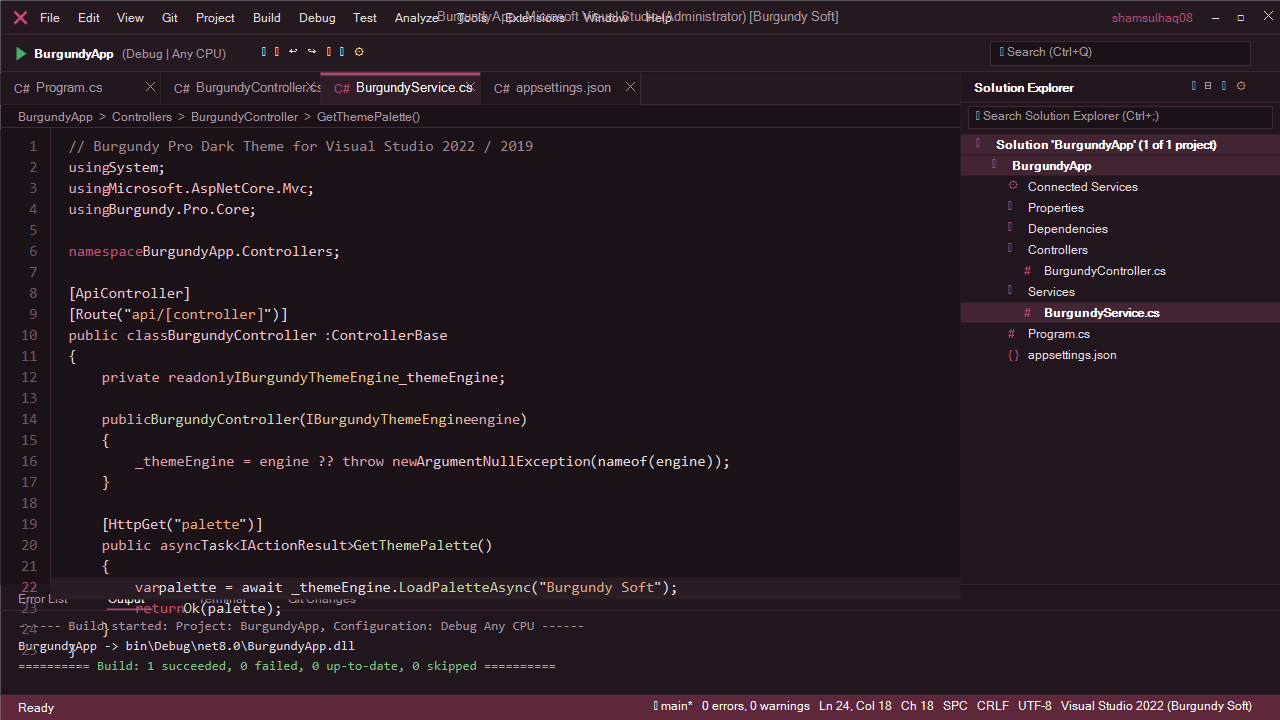 File Edit View Git Project Build Debug Test Analyze Tools Extensions Window Help
BurgundyApp - Microsoft Visual Studio (Administrator) [Burgundy Soft]
shamsulhaq08
BurgundyApp (Debug | Any CPU)
Search (Ctrl+Q)
C# Program.cs
C# BurgundyController.cs
C# BurgundyService.cs
C# appsettings.json
BurgundyApp > Controllers > BurgundyController > GetThemePalette()
1 // Burgundy Pro Dark Theme for Visual Studio 2022 / 2019
2 usingSystem;
3 usingMicrosoft.AspNetCore.Mvc;
4 usingBurgundy.Pro.Core;
5
6 namespaceBurgundyApp.Controllers;
7
8 [ApiController]
9 [Route("api/[controller]")]
10 public classBurgundyController :ControllerBase
11 {
12 private readonlyIBurgundyThemeEngine_themeEngine;
13
14 publicBurgundyController(IBurgundyThemeEngineengine)
15 {
16 _themeEngine = engine ?? throw newArgumentNullException(nameof(engine));
17 }
18
19 [HttpGet("palette")]
20 public asyncTask<IActionResult>GetThemePalette()
21 {
22 varpalette = await _themeEngine.LoadPaletteAsync("Burgundy Soft");
23 returnOk(palette);
24 }
25 }
Error List Output Terminal Git Changes
------ Build started: Project: BurgundyApp, Configuration: Debug Any CPU ------
BurgundyApp -> bin\Debug\net8.0\BurgundyApp.dll
========== Build: 1 succeeded, 0 failed, 0 up-to-date, 0 skipped ==========
Solution Explorer
Search Solution Explorer (Ctrl+;)
Solution 'BurgundyApp' (1 of 1 project)
BurgundyApp
Connected Services
Properties
Dependencies
Controllers
# BurgundyController.cs
Services
# BurgundyService.cs
# Program.cs
{ } appsettings.json
Ready
main* 0 errors, 0 warnings Ln 24, Col 18 Ch 18 SPC CRLF UTF-8 Visual Studio 2022 (Burgundy Soft)